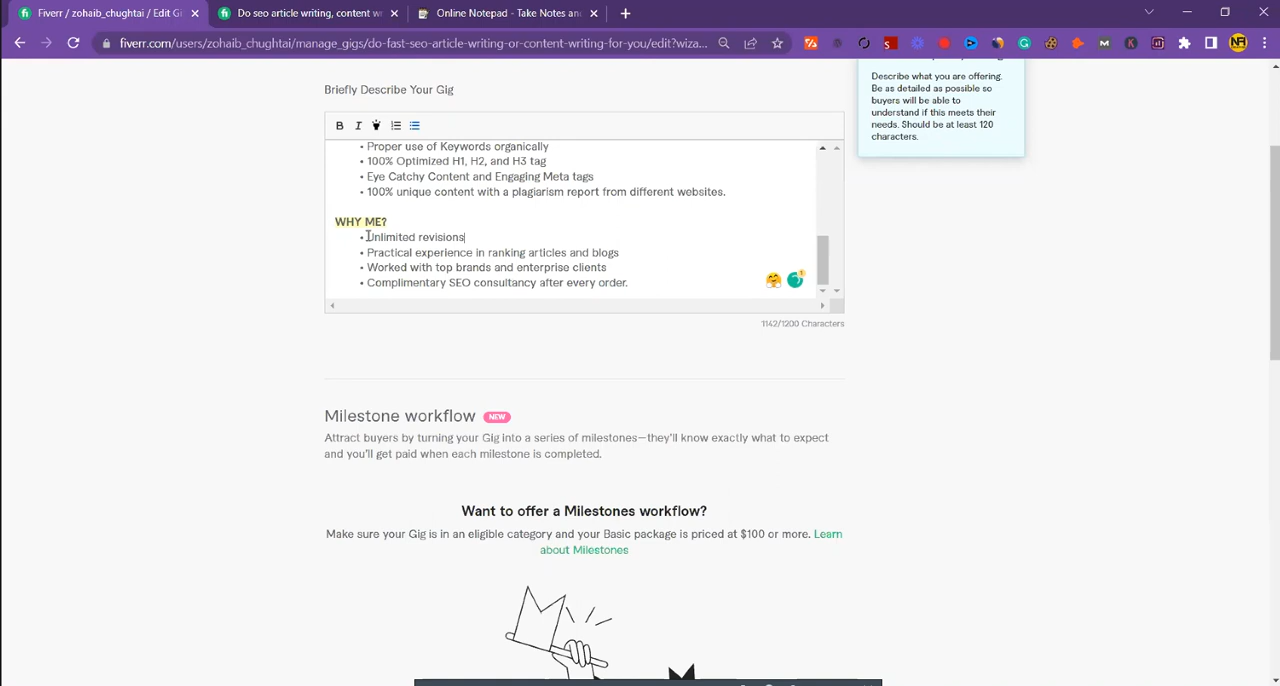 Fiverr / zohaib_chughtai / Edit Gi
Do seo article writing, content wr
Online Notepad - Take Notes an
fiverr.com/users/zohaib_chughtai/manage_gigs/do-fast-seo-article-writing-or-content-writing-for-you/edit?wiza...
Describe what you are offering.
Be as detailed as possible so
buyers will be able to
understand if this meets their
needs. Should be at least 120
characters.
Briefly Describe Your Gig
B I
• Proper use of Keywords organically
• 100% Optimized H1, H2, and H3 tag
• Eye Catchy Content and Engaging Meta tags
• 100% unique content with a plagiarism report from different websites.
WHY ME?
• Unlimited revisions
• Practical experience in ranking articles and blogs
• Worked with top brands and enterprise clients
• Complimentary SEO consultancy after every order.
1142/1200 Characters
Milestone workflow NEW
Attract buyers by turning your Gig into a series of milestones—they'll know exactly what to expect
and you'll get paid when each milestone is completed.
Want to offer a Milestones workflow?
Make sure your Gig is in an eligible category and your Basic package is priced at $100 or more. Learn
about Milestones